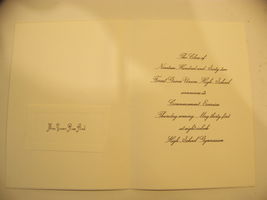 The Class of
Nineteen Hundred and Sixty two
Forest Grove Union High School
announces its
Commencement Exercises
Thursday evening May thirty first
at eight o'clock
High School Gymnasium